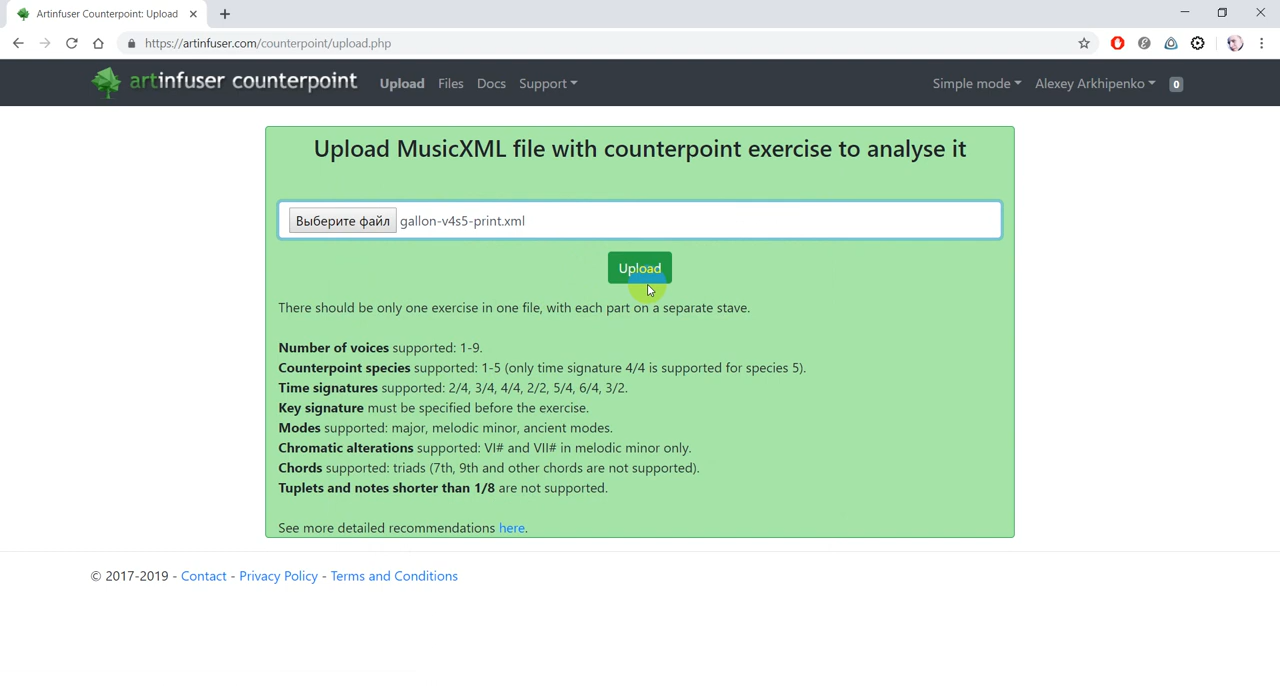 Artinfuser Counterpoint: Upload
https://artinfuser.com/counterpoint/upload.php
artinfuser counterpoint Upload Files Docs Support Simple mode Alexey Arkhipenko 0
Upload MusicXML file with counterpoint exercise to analyse it
Выберите файл gallon-v4s5-print.xml
Upload
There should be only one exercise in one file, with each part on a separate stave.
Number of voices supported: 1-9.
Counterpoint species supported: 1-5 (only time signature 4/4 is supported for species 5).
Time signatures supported: 2/4, 3/4, 4/4, 2/2, 5/4, 6/4, 3/2.
Key signature must be specified before the exercise.
Modes supported: major, melodic minor, ancient modes.
Chromatic alterations supported: VI# and VII# in melodic minor only.
Chords supported: triads (7th, 9th and other chords are not supported).
Tuplets and notes shorter than 1/8 are not supported.
See more detailed recommendations here.
© 2017-2019 - Contact - Privacy Policy - Terms and Conditions